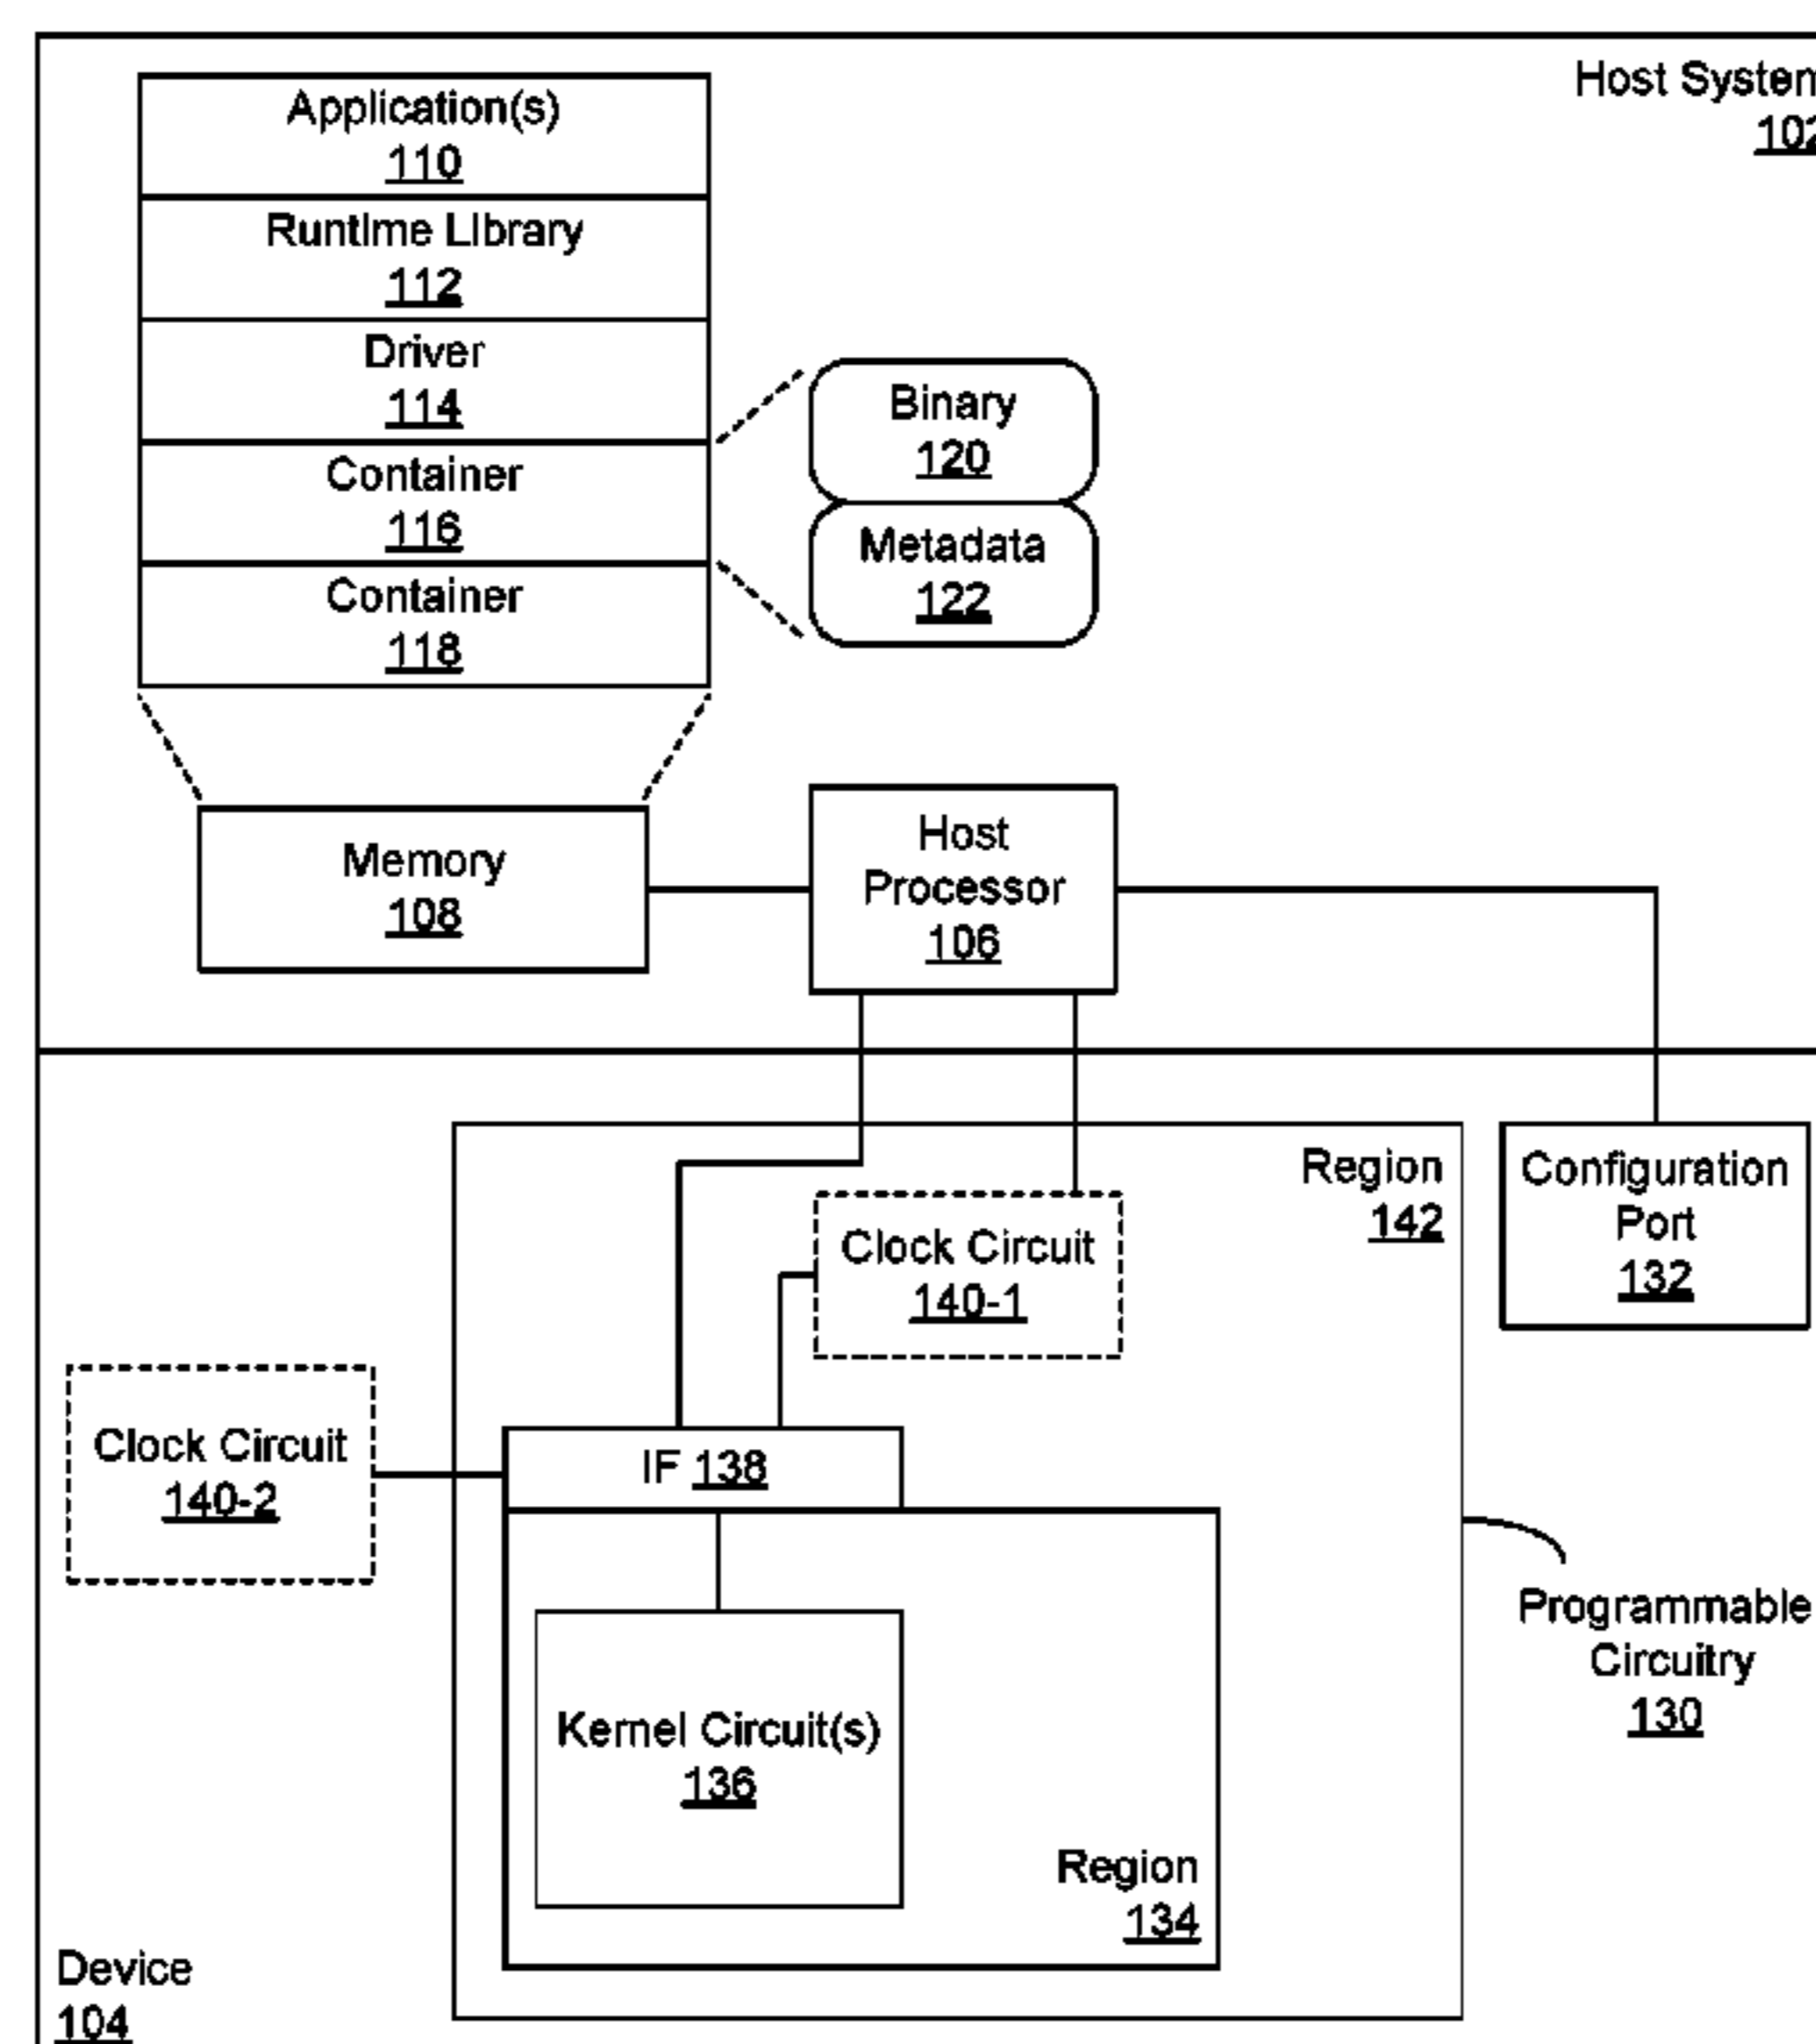 Host System
102
Application(s)
110
Runtime Library
112
Driver
114
Container
116
Container
118
Binary
120
Metadata
122
Memory
108
Host
Processor
106
Region
142
Configuration
Port
132
Clock Circuit
140-1
Clock Circuit
140-2
IF 138
Programmable
Circuitry
130
Kernel Circuit(s)
136
Region
134
Device
104